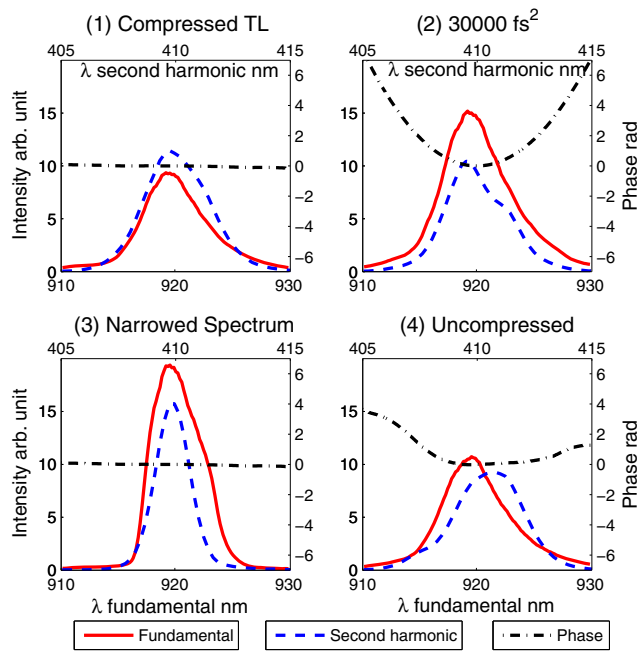 (1) Compressed TL
405 410 415
λ second harmonic nm
Intensity arb. unit
15
10
5
0
6
4
2
0
−2
−4
−6
910 920 930
(2) 30000 fs²
405 410 415
λ second harmonic nm
15
10
5
0
6
4
2
0
−2
−4
−6
Phase rad
910 920 930
(3) Narrowed Spectrum
405 410 415
Intensity arb. unit
15
10
5
0
6
4
2
0
−2
−4
−6
910 920 930
λ fundamental nm
(4) Uncompressed
405 410 415
15
10
5
0
6
4
2
0
−2
−4
−6
Phase rad
910 920 930
λ fundamental nm
Fundamental
Second harmonic
Phase